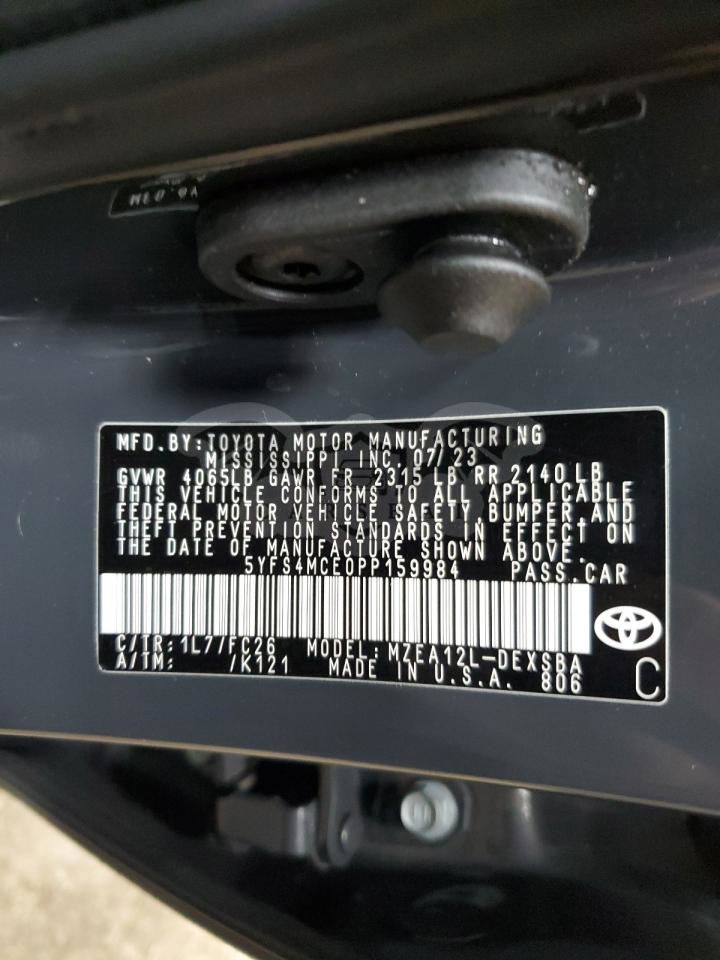 MFD.BY:TOYOTA MOTOR MANUFACTURING
MISSISSIPPI INC. 07/23
GVWR 4065LB GAWR FR 2315 LB RR 2140 LB
THIS VEHICLE CONFORMS TO ALL APPLICABLE
FEDERAL MOTOR VEHICLE SAFETY, BUMPER AND
THEFT PREVENTION STANDARDS IN EFFECT ON
THE DATE OF MANUFACTURE SHOWN ABOVE.
5YFS4MCE0PP159984 PASS.CAR
C/TR:1L7/FC26 MODEL:MZEA12L-DEXSBA
A/TM: /K121 MADE IN U.S.A. 806
C